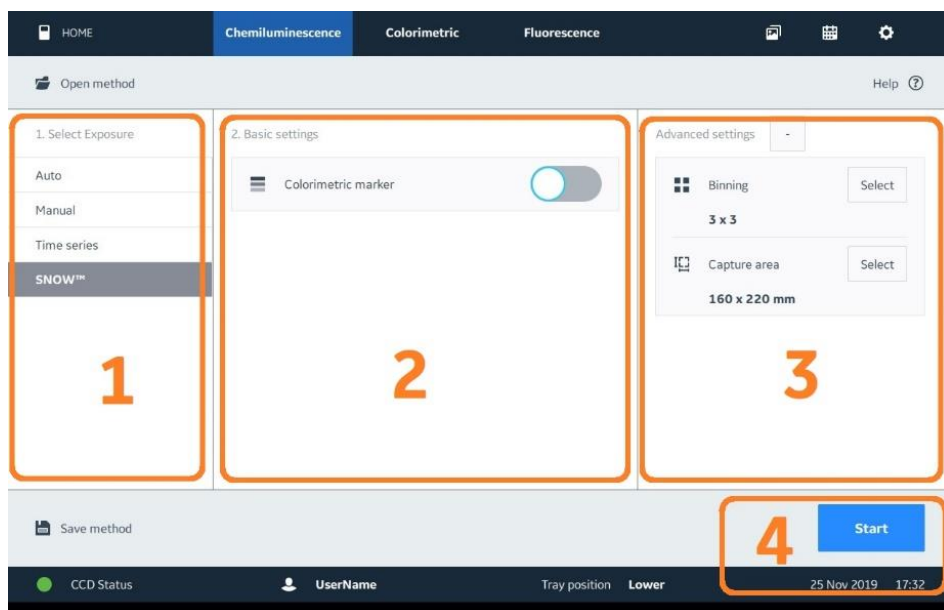 HOME
Chemiluminescence
Colorimetric
Fluorescence
Open method
Help ?
1. Select Exposure
Auto
Manual
Time series
SNOW™
1
2. Basic settings
Colorimetric marker
2
Advanced settings -
Binning
Select
3 x 3
Capture area
Select
160 x 220 mm
3
Save method
4
Start
CCD Status
UserName
Tray position Lower
25 Nov 2019 17:32